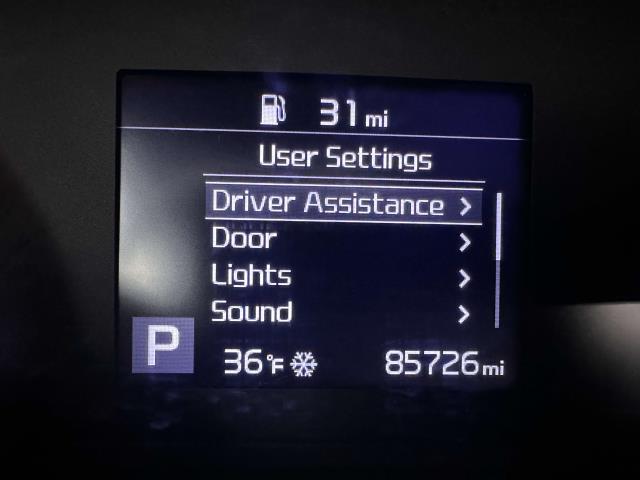 31 mi
User Settings
Driver Assistance >
Door >
Lights >
Sound >
P
36°F 85726 mi